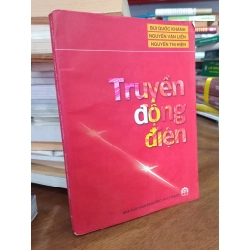 BÙI QUỐC KHÁNH
NGUYỄN VĂN LIỄN
NGUYỄN THỊ HIỀN
Truyền
động
điện